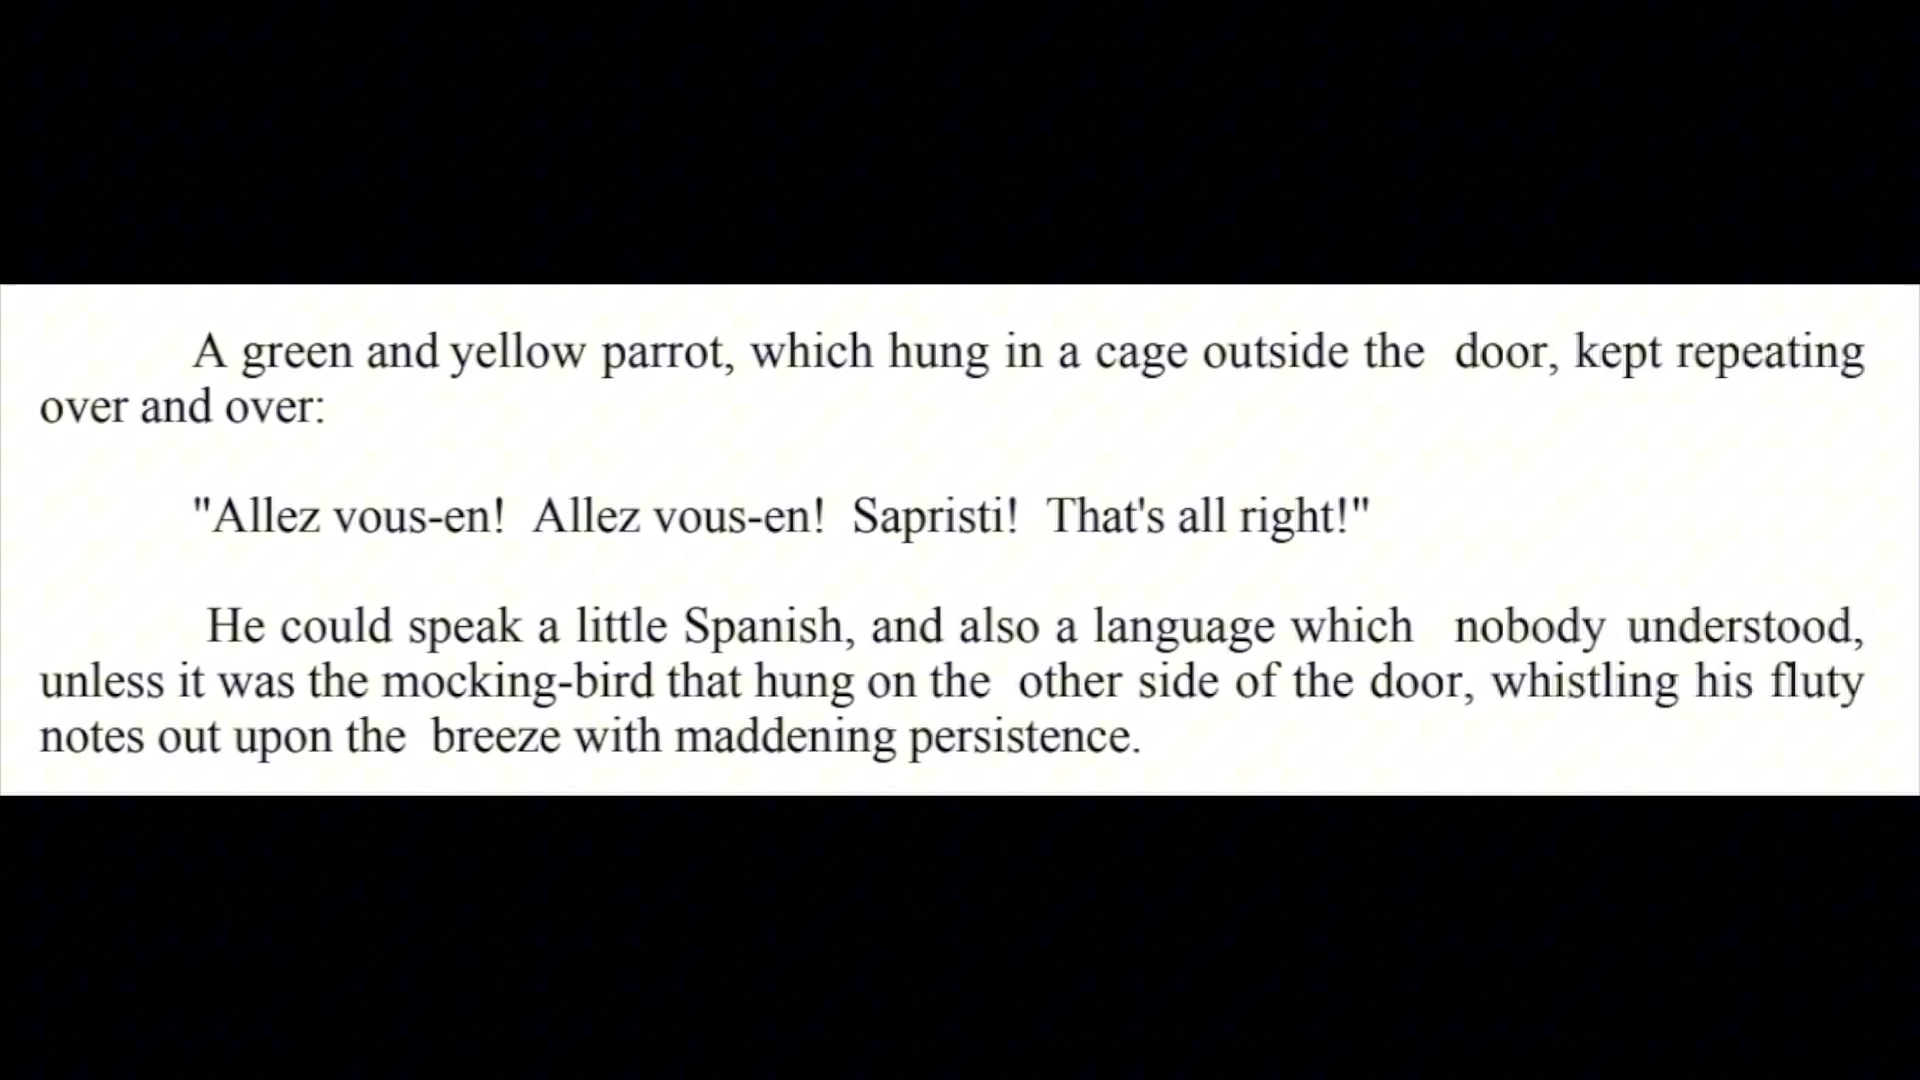 A green and yellow parrot, which hung in a cage outside the door, kept repeating
over and over:
"Allez vous-en! Allez vous-en! Sapristi! That's all right!"
He could speak a little Spanish, and also a language which nobody understood,
unless it was the mocking-bird that hung on the other side of the door, whistling his fluty
notes out upon the breeze with maddening persistence.